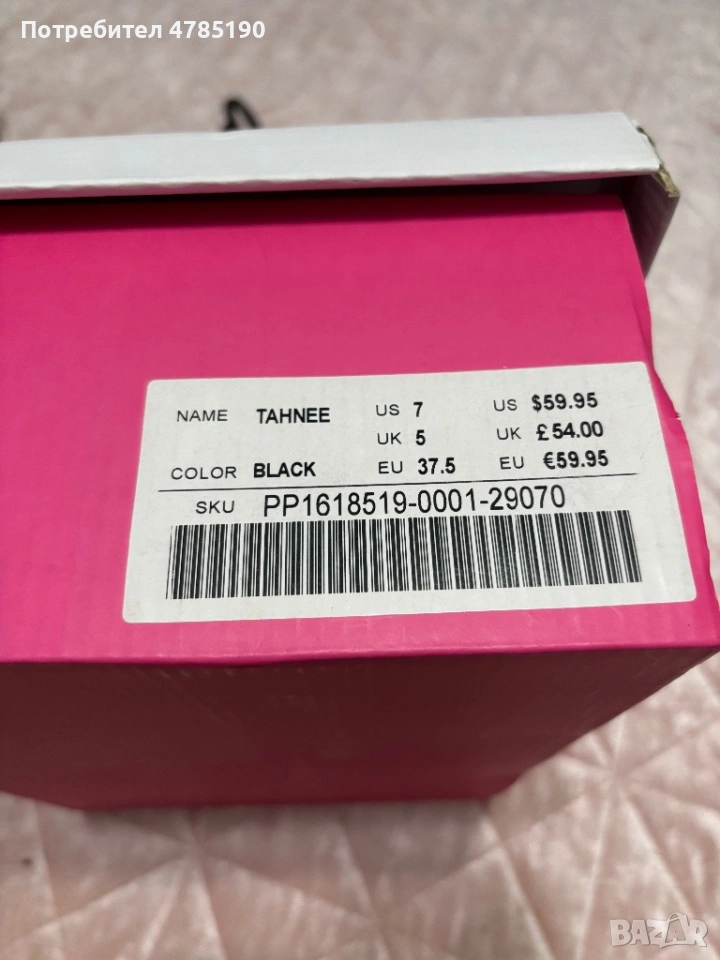 Потребител 4785190
NAME TAHNEE US 7 US $59.95
UK 5 UK £54.00
COLOR BLACK EU 37.5 EU €59.95
SKU PP1618519-0001-29070
BAZAR